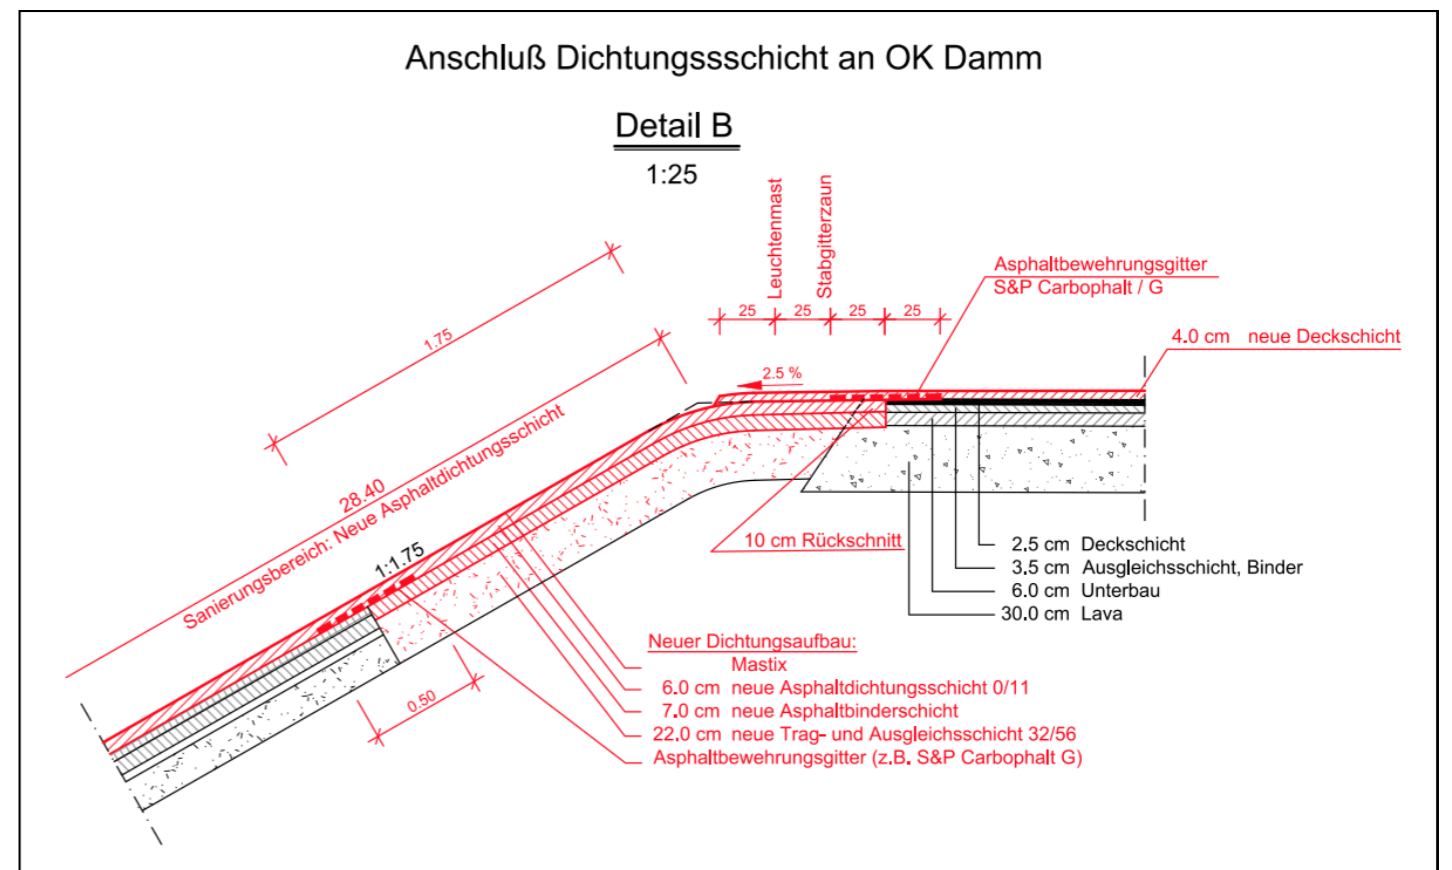 Anschluß Dichtungssschicht an OK Damm
Detail B
1:25
Leuchtenmast
Stabgitterzaun
25 25 25 25
Asphaltbewehrungsgitter
S&P Carbophalt / G
4.0 cm neue Deckschicht
2.5 %
1.75
28.40
Sanierungsbereich: Neue Asphaltdichtungsschicht
1:1.75
0.50
10 cm Rückschnitt
2.5 cm Deckschicht
3.5 cm Ausgleichsschicht, Binder
6.0 cm Unterbau
30.0 cm Lava
Neuer Dichtungsaufbau:
Mastix
6.0 cm neue Asphaltdichtungsschicht 0/11
7.0 cm neue Asphaltbinderschicht
22.0 cm neue Trag- und Ausgleichsschicht 32/56
Asphaltbewehrungsgitter (z.B. S&P Carbophalt G)